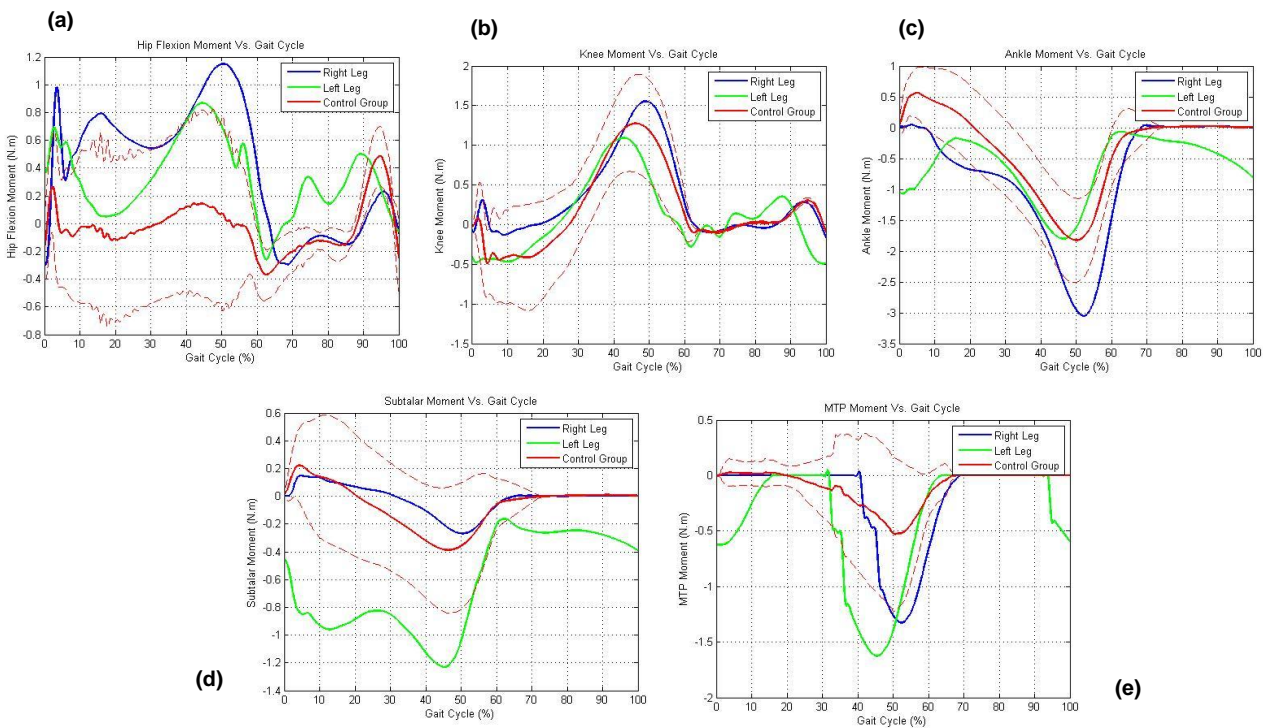 (a)
Hip Flexion Moment Vs. Gait Cycle
Hip Flexion Moment (N.m)
1.2
1
0.8
0.6
0.4
0.2
0
-0.2
-0.4
-0.6
-0.8
0 10 20 30 40 50 60 70 80 90 100
Gait Cycle (%)
Right Leg
Left Leg
Control Group
(b)
Knee Moment Vs. Gait Cycle
Knee Moment (N.m)
2
1.5
1
0.5
0
-0.5
-1
-1.5
0 10 20 30 40 50 60 70 80 90 100
Gait Cycle (%)
Right Leg
Left Leg
Control Group
(c)
Ankle Moment Vs. Gait Cycle
Ankle Moment (N.m)
1
0.5
0
-0.5
-1
-1.5
-2
-2.5
-3
-3.5
0 10 20 30 40 50 60 70 80 90 100
Gait Cycle (%)
Right Leg
Left Leg
Control Group
(d)
Subtalar Moment Vs. Gait Cycle
Subtalar Moment (N.m)
0.6
0.4
0.2
0
-0.2
-0.4
-0.6
-0.8
-1
-1.2
-1.4
0 10 20 30 40 50 60 70 80 90 100
Gait Cycle (%)
Right Leg
Left Leg
Control Group
MTP Moment Vs. Gait Cycle
MTP Moment (N.m)
0.5
0
-0.5
-1
-1.5
-2
0 10 20 30 40 50 60 70 80 90 100
Gait Cycle (%)
Right Leg
Left Leg
Control Group
(e)